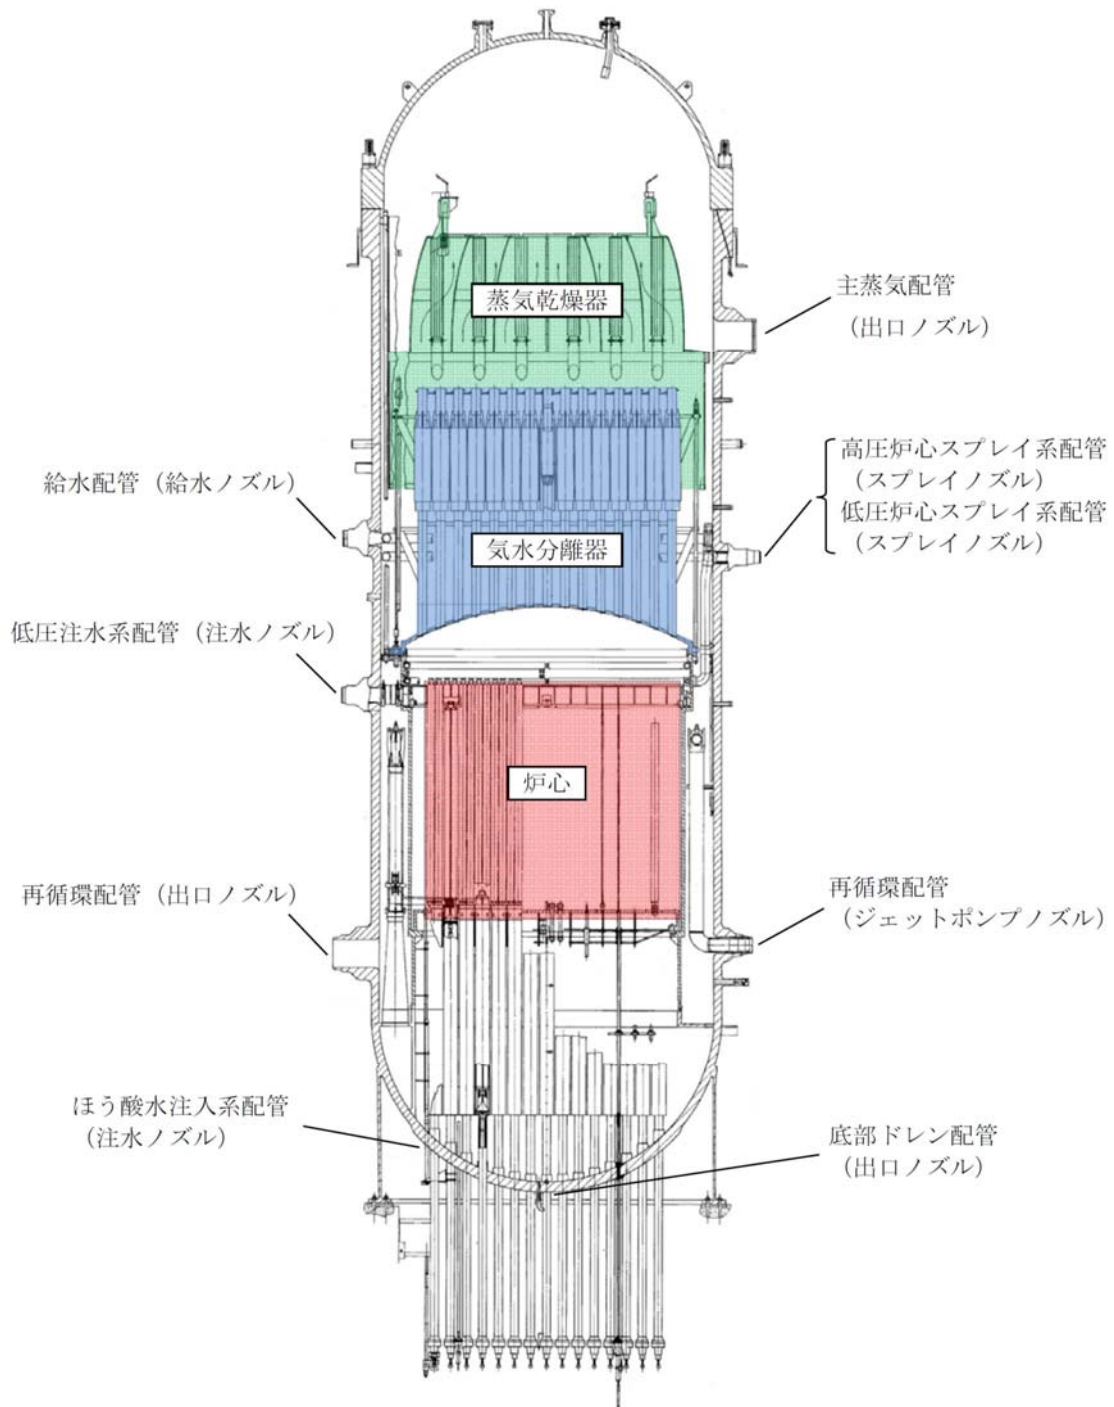 蒸気乾燥器
主蒸気配管
（出口ノズル）
高圧炉心スプレイ系配管
（スプレイノズル）
低圧炉心スプレイ系配管
（スプレイノズル）
給水配管（給水ノズル）
気水分離器
低圧注水系配管（注水ノズル）
炉心
再循環配管（出口ノズル）
再循環配管
（ジェットポンプノズル）
ほう酸水注入系配管
（注水ノズル）
底部ドレン配管
（出口ノズル）